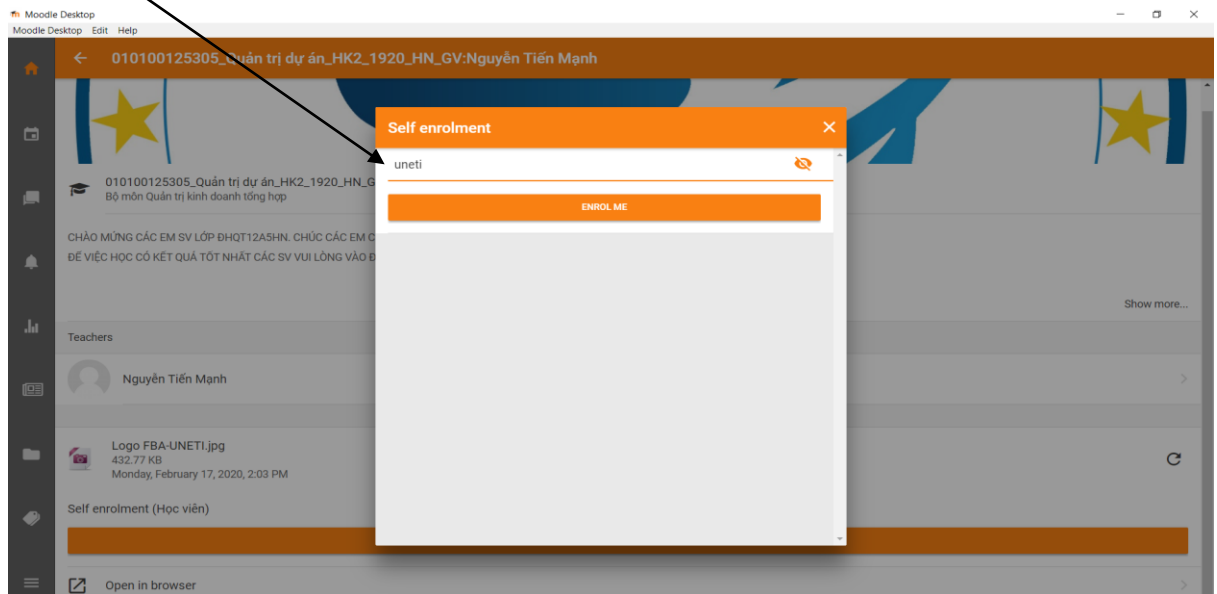 Moodle Desktop
Moodle Desktop Edit Help
010100125305_Quản trị dự án_HK2_1920_HN_GV:Nguyễn Tiến Mạnh
Self enrolment
uneti
ENROL ME
010100125305_Quản trị dự án_HK2_1920_HN_G
Bộ môn Quản trị kinh doanh tổng hợp
CHÀO MỪNG CÁC EM SV LỚP ĐHQT12A5HN. CHÚC CÁC EM C
ĐỂ VIỆC HỌC CÓ KẾT QUẢ TỐT NHẤT CÁC SV VUI LÒNG VÀO Đ
Show more...
Teachers
Nguyễn Tiến Mạnh
Logo FBA-UNETI.jpg
432.77 KB
Monday, February 17, 2020, 2:03 PM
Self enrolment (Học viên)
Open in browser